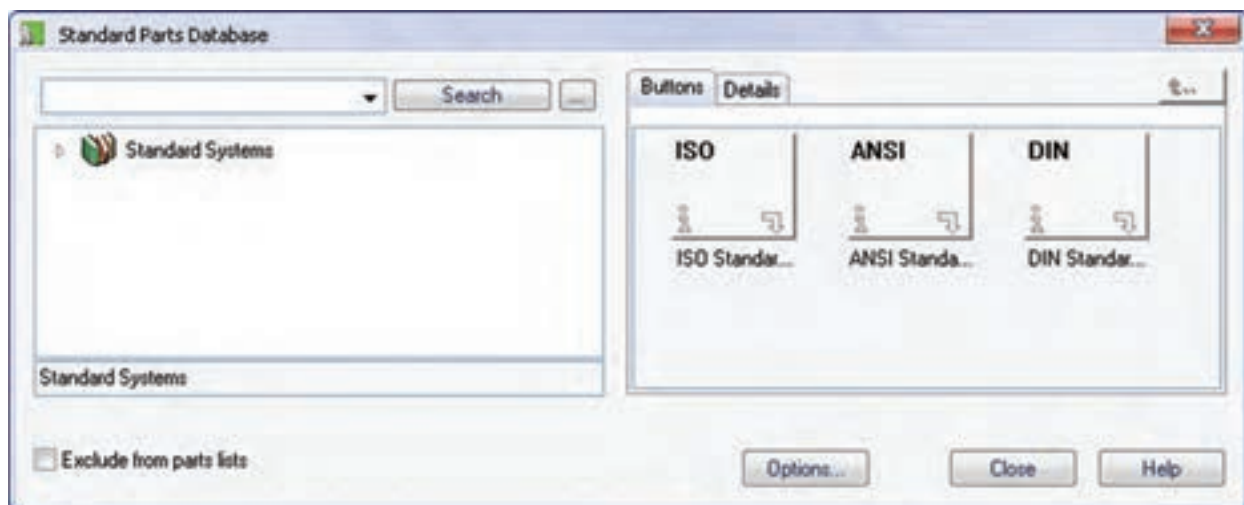 Standard Parts Database
Search
...
Standard Systems
Standard Systems
Exclude from parts lists
Buttons
Details
ISO
ANSI
DIN
ISO Standar...
ANSI Standa...
DIN Standar...
Options...
Close
Help